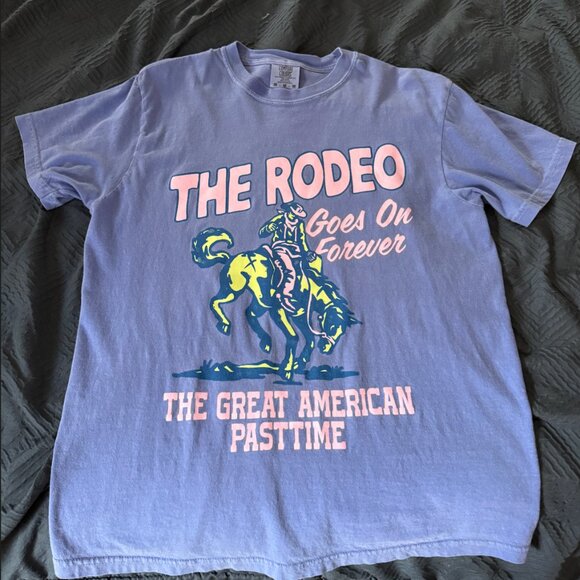 THE RODEO
Goes On
Forever
THE GREAT AMERICAN
PASTTIME